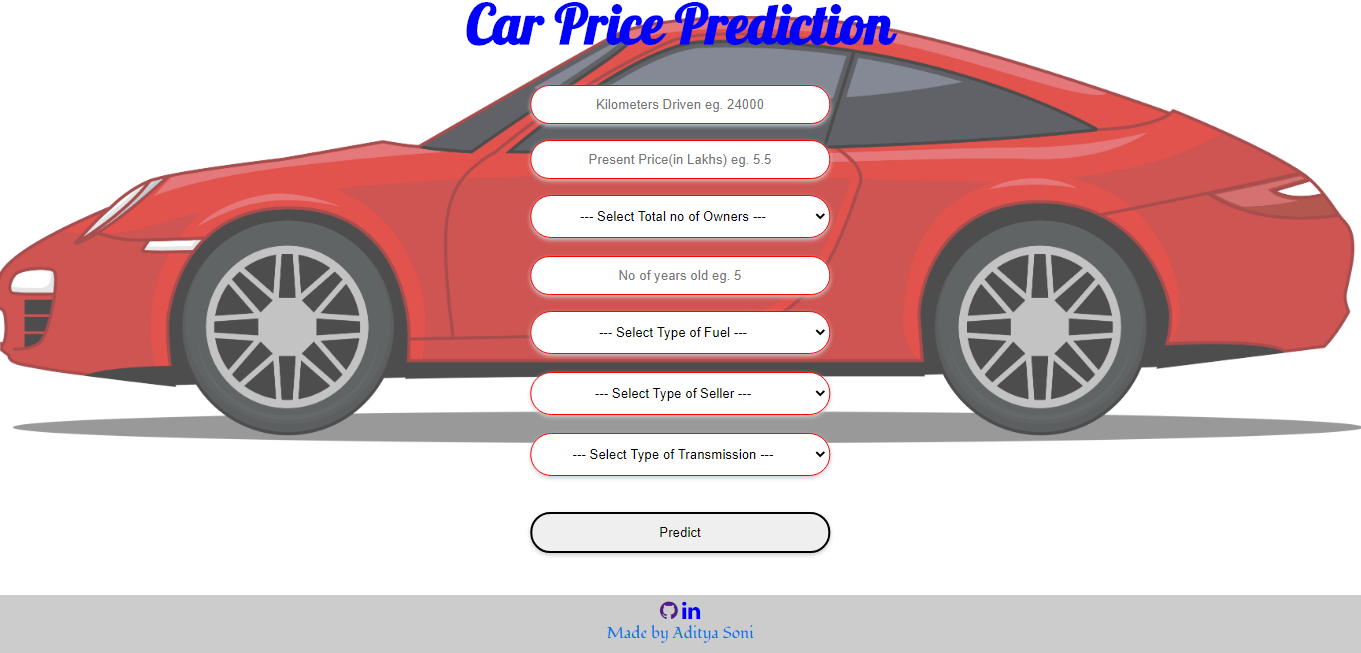 Car Price Prediction
Kilometers Driven eg. 24000
Present Price(in Lakhs) eg. 5.5
--- Select Total no of Owners ---
No of years old eg. 5
--- Select Type of Fuel ---
--- Select Type of Seller ---
--- Select Type of Transmission ---
Predict
in
Made by Aditya Soni